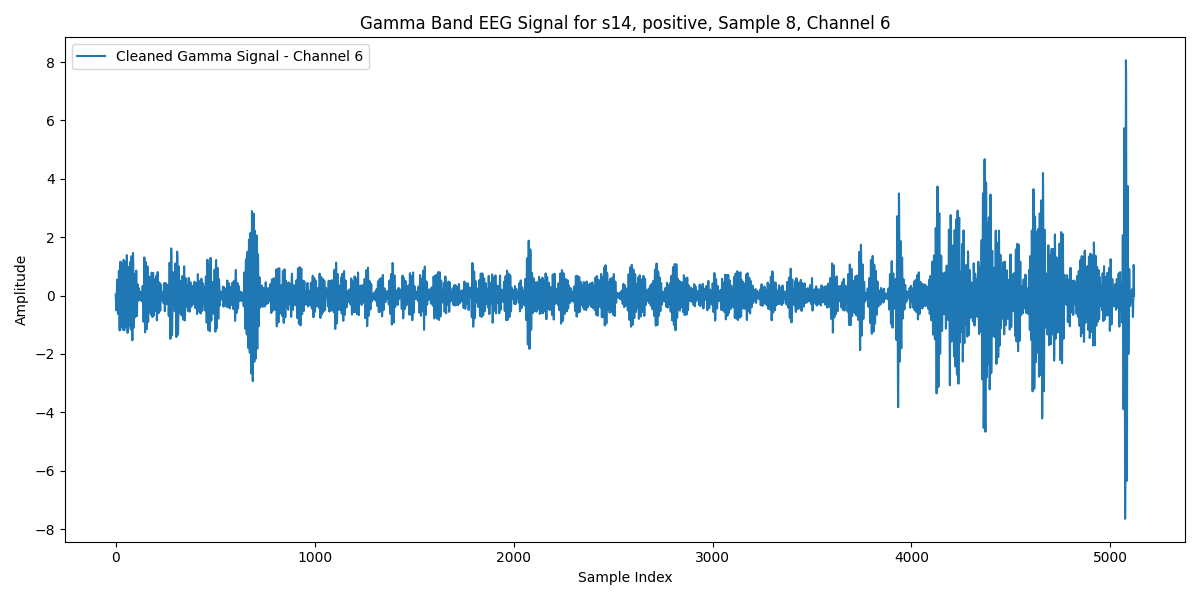 Gamma Band EEG Signal for s14, positive, Sample 8, Channel 6
Cleaned Gamma Signal - Channel 6
Amplitude
8
6
4
2
0
−2
−4
−6
−8
0 1000 2000 3000 4000 5000
Sample Index